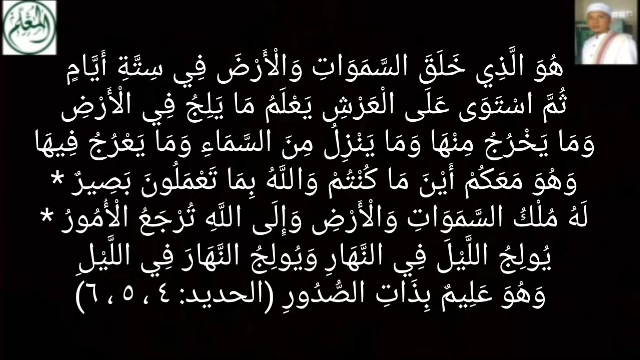 المعلم
هُوَ الَّذِي خَلَقَ السَّمَوَاتِ وَالْأَرْضَ فِي سِتَّةِ أَيَّامٍ
ثُمَّ اسْتَوَى عَلَى الْعَرْشِ يَعْلَمُ مَا يَلِجُ فِي الْأَرْضِ
وَمَا يَخْرُجُ مِنْهَا وَمَا يَنْزِلُ مِنَ السَّمَاءِ وَمَا يَعْرُجُ فِيهَا
وَهُوَ مَعَكُمْ أَيْنَ مَا كُنْتُمْ وَاللَّهُ بِمَا تَعْمَلُونَ بَصِيرٌ *
لَهُ مُلْكُ السَّمَوَاتِ وَالْأَرْضِ وَإِلَى اللَّهِ تُرْجَعُ الْأُمُورُ *
يُولِجُ اللَّيْلَ فِي النَّهَارِ وَيُولِجُ النَّهَارَ فِي اللَّيْلِ
وَهُوَ عَلِيمٌ بِذَاتِ الصُّدُورِ (الحديد: ٤ ، ٥ ، ٦)